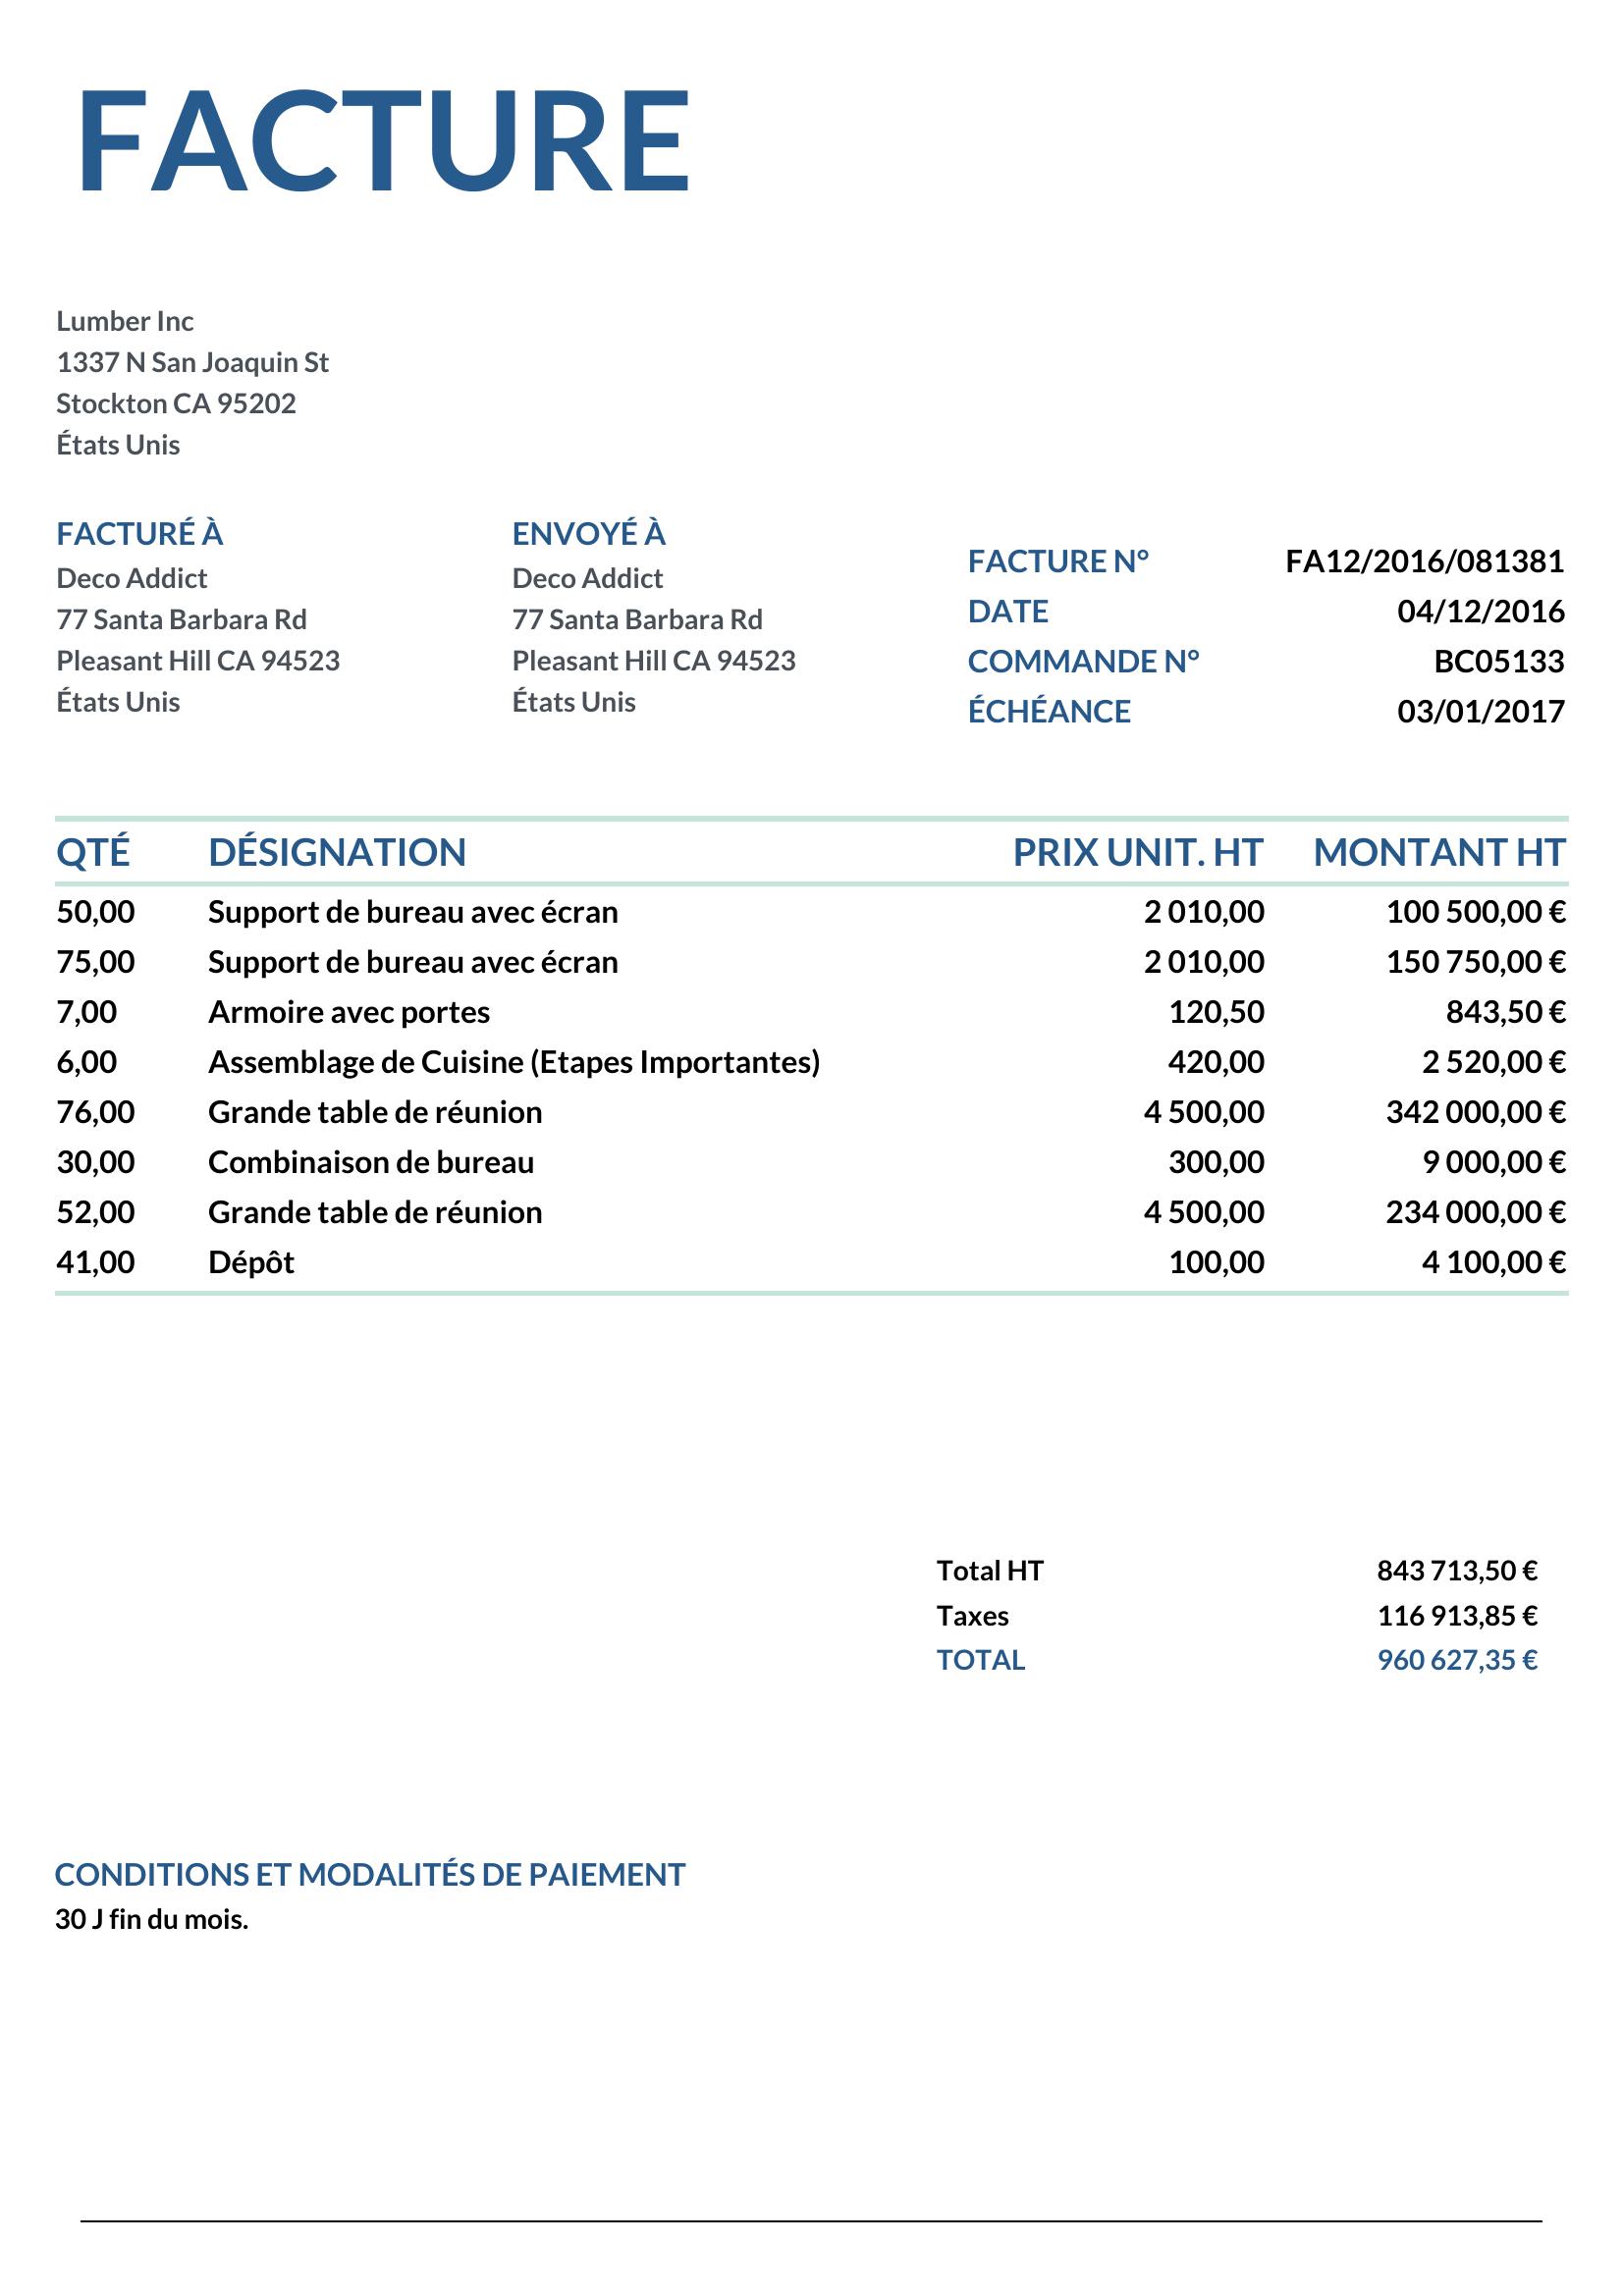 FACTURE
Lumber Inc
1337 N San Joaquin St
Stockton CA 95202
États Unis
FACTURÉ À
Deco Addict
77 Santa Barbara Rd
Pleasant Hill CA 94523
États Unis
ENVOYÉ À
Deco Addict
77 Santa Barbara Rd
Pleasant Hill CA 94523
États Unis
FACTURE N° FA12/2016/081381
DATE 04/12/2016
COMMANDE N° BC05133
ÉCHÉANCE 03/01/2017
QTÉ DÉSIGNATION PRIX UNIT. HT MONTANT HT
50,00 Support de bureau avec écran 2 010,00 100 500,00 €
75,00 Support de bureau avec écran 2 010,00 150 750,00 €
7,00 Armoire avec portes 120,50 843,50 €
6,00 Assemblage de Cuisine (Etapes Importantes) 420,00 2 520,00 €
76,00 Grande table de réunion 4 500,00 342 000,00 €
30,00 Combinaison de bureau 300,00 9 000,00 €
52,00 Grande table de réunion 4 500,00 234 000,00 €
41,00 Dépôt 100,00 4 100,00 €
Total HT 843 713,50 €
Taxes 116 913,85 €
TOTAL 960 627,35 €
CONDITIONS ET MODALITÉS DE PAIEMENT
30 J fin du mois.